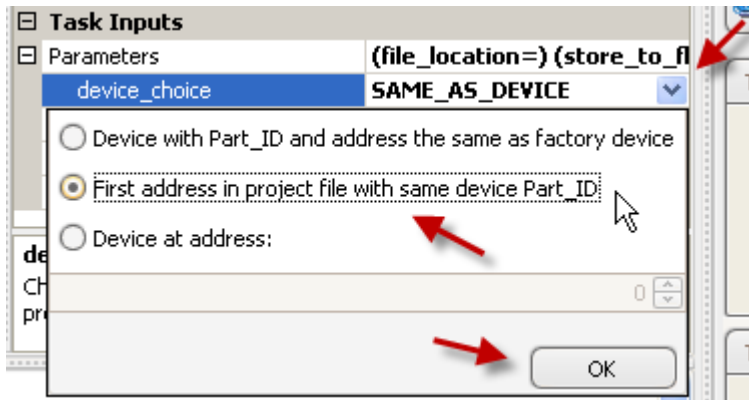 Task Inputs
Parameters (file_location=) (store_to_fl
device_choice SAME_AS_DEVICE
Device with Part_ID and address the same as factory device
First address in project file with same device Part_ID
Device at address:
de
Ch
pr
0
OK